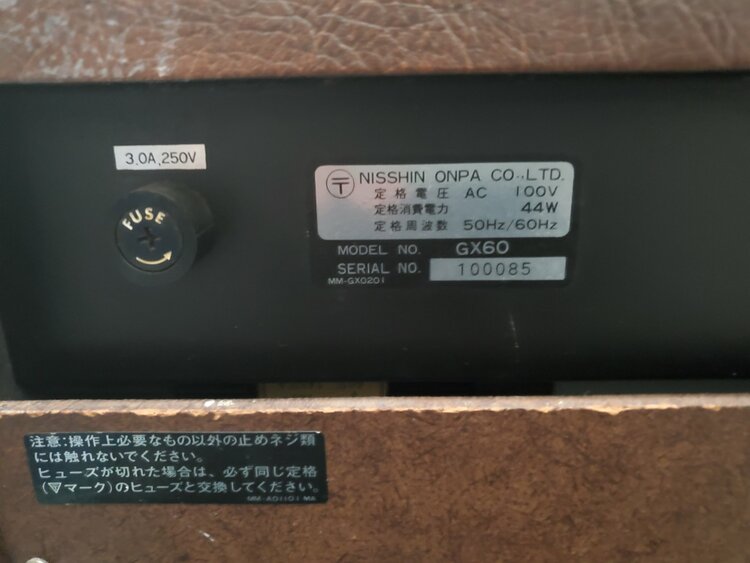 3.0A,250V
FUSE
〒 NISSHIN ONPA CO.,LTD.
定格電圧 AC 100V
定格消費電力 44W
定格周波数 50Hz/60Hz
MODEL NO. GX60
SERIAL NO. 100085
MM-GX0201
注意:操作上必要なもの以外の止めネジ類
には触れないでください。
ヒューズが切れた場合は、必ず同じ定格
(▽マーク)のヒューズと交換してください。
MM-A01101 MA